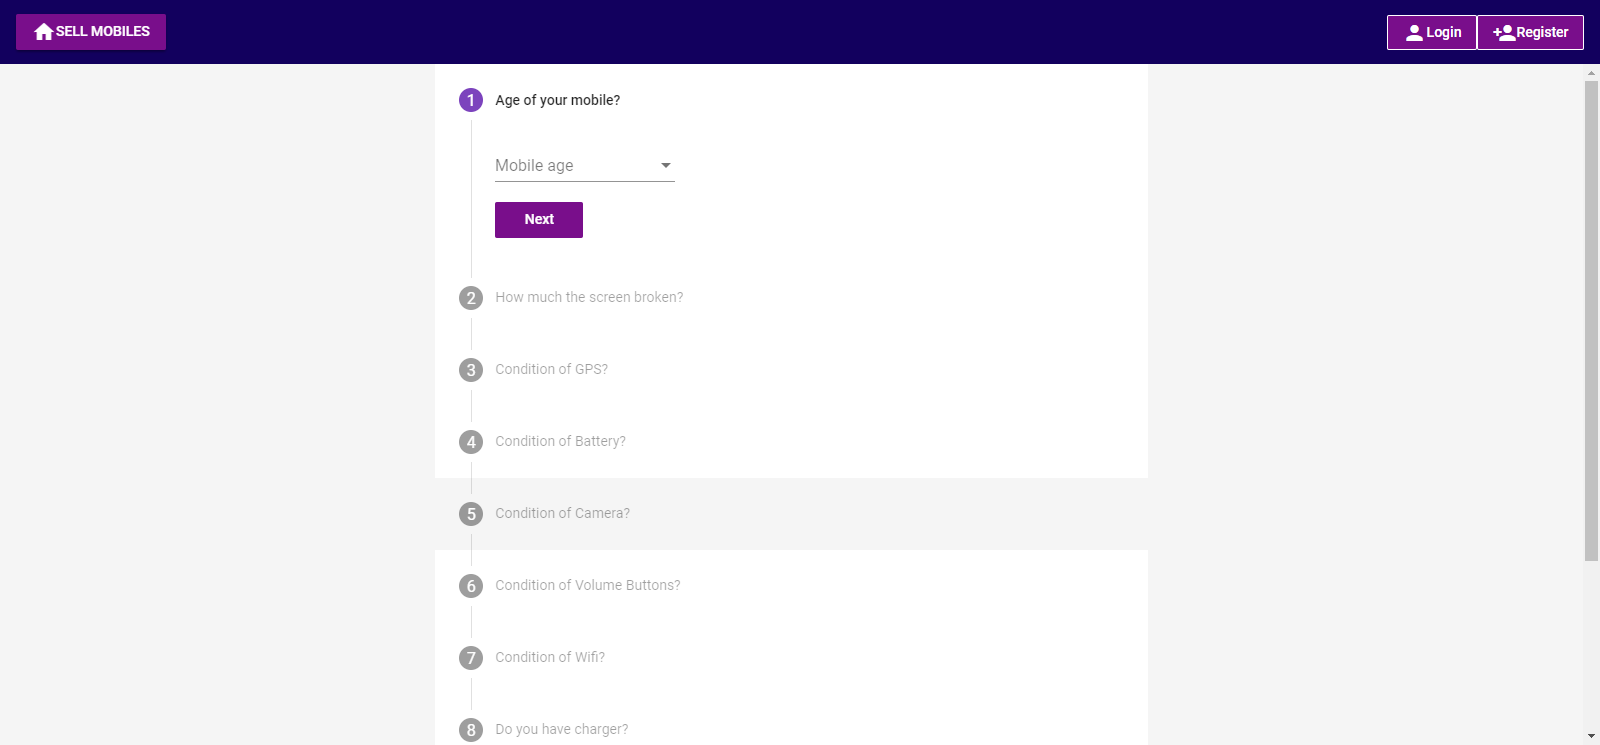 SELL MOBILES
Login
Register
1 Age of your mobile?
Mobile age
Next
2 How much the screen broken?
3 Condition of GPS?
4 Condition of Battery?
5 Condition of Camera?
6 Condition of Volume Buttons?
7 Condition of Wifi?
8 Do you have charger?